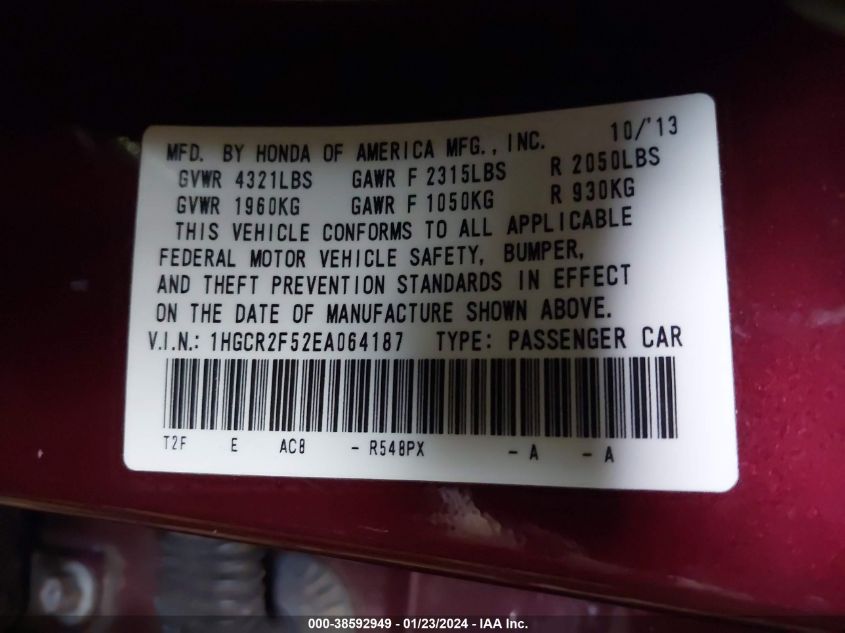 MFD. BY HONDA OF AMERICA MFG., INC. 10/'13
GVWR 4321LBS GAWR F 2315LBS R 2050LBS
GVWR 1960KG GAWR F 1050KG R 930KG
THIS VEHICLE CONFORMS TO ALL APPLICABLE
FEDERAL MOTOR VEHICLE SAFETY, BUMPER,
AND THEFT PREVENTION STANDARDS IN EFFECT
ON THE DATE OF MANUFACTURE SHOWN ABOVE.
V.I.N.: 1HGCR2F52EA064187 TYPE: PASSENGER CAR
T2F E AC8 - R548PX - A - A
000-38592949 - 01/23/2024 - IAA Inc.